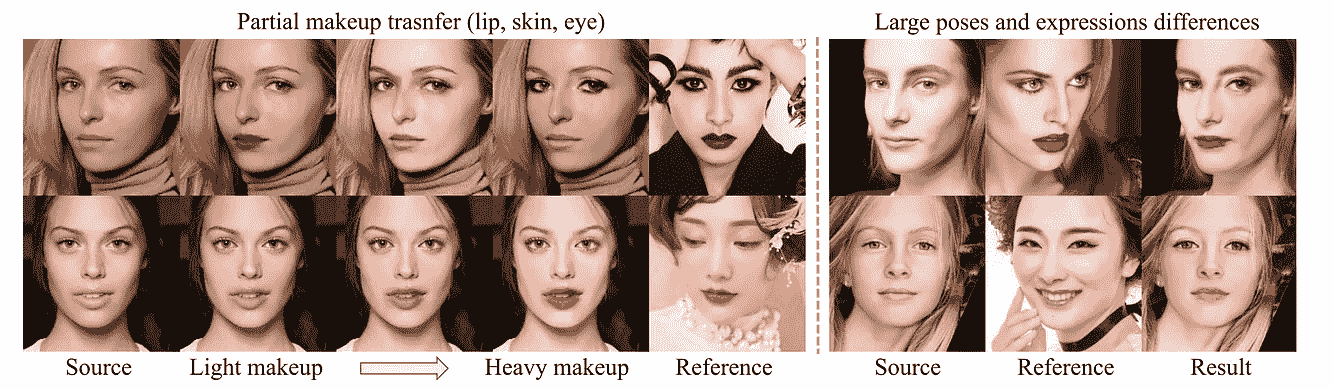 Partial makeup trasnfer (lip, skin, eye)
Large poses and expressions differences
Source
Light makeup
Heavy makeup
Reference
Source
Reference
Result